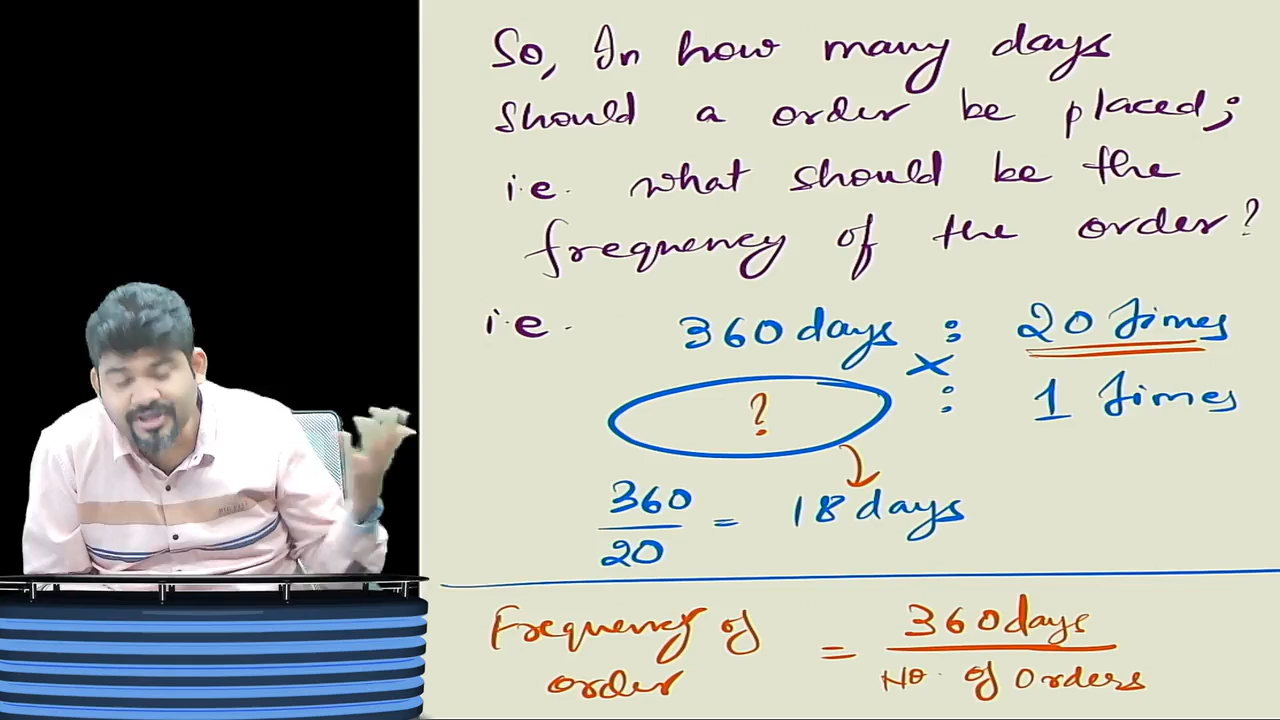 So, In how many days
should a order be placed;
i.e. what should be the
frequency of the order?
i.e. 360 days : 20 times
×
? : 1 times
360/20 = 18 days
Frequency of order = 360 days / No. of orders